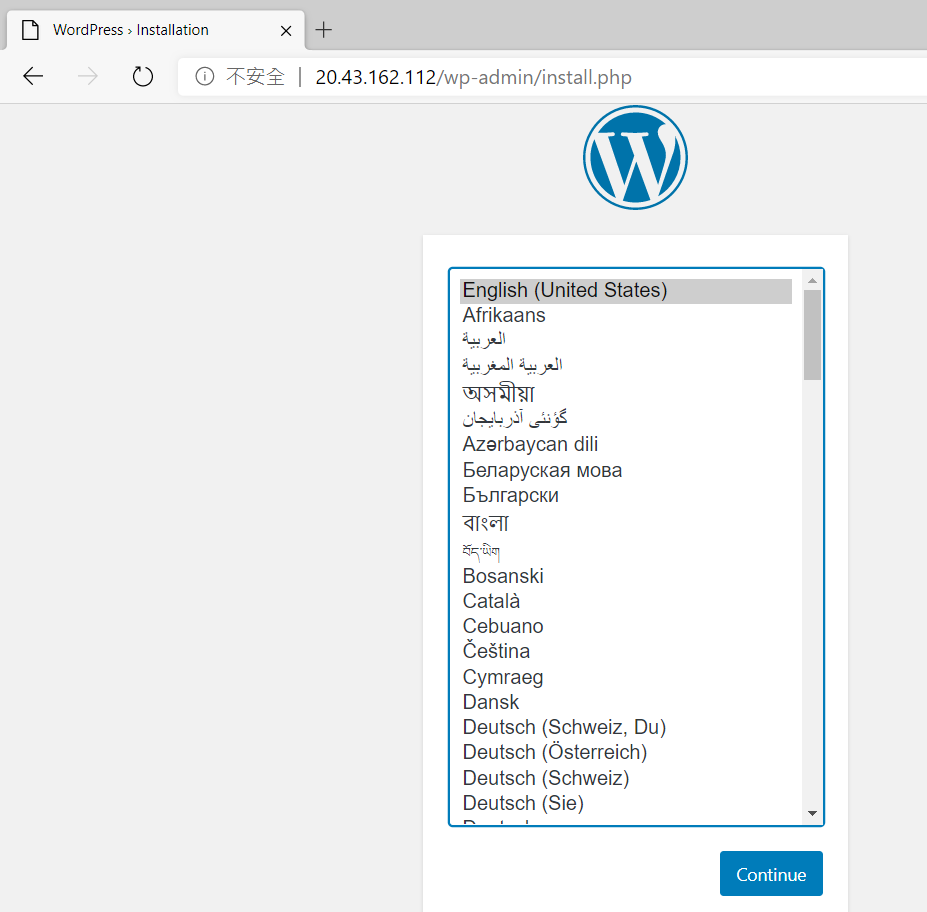 WordPress › Installation
不安全 | 20.43.162.112/wp-admin/install.php
English (United States)
Afrikaans
العربية
العربية المغربية
অসমীয়া
گؤنئی آذربایجان
Azərbaycan dili
Беларуская мова
Български
বাংলা
བོད་ཡིག
Bosanski
Català
Cebuano
Čeština
Cymraeg
Dansk
Deutsch (Schweiz, Du)
Deutsch (Österreich)
Deutsch (Schweiz)
Deutsch (Sie)
Continue